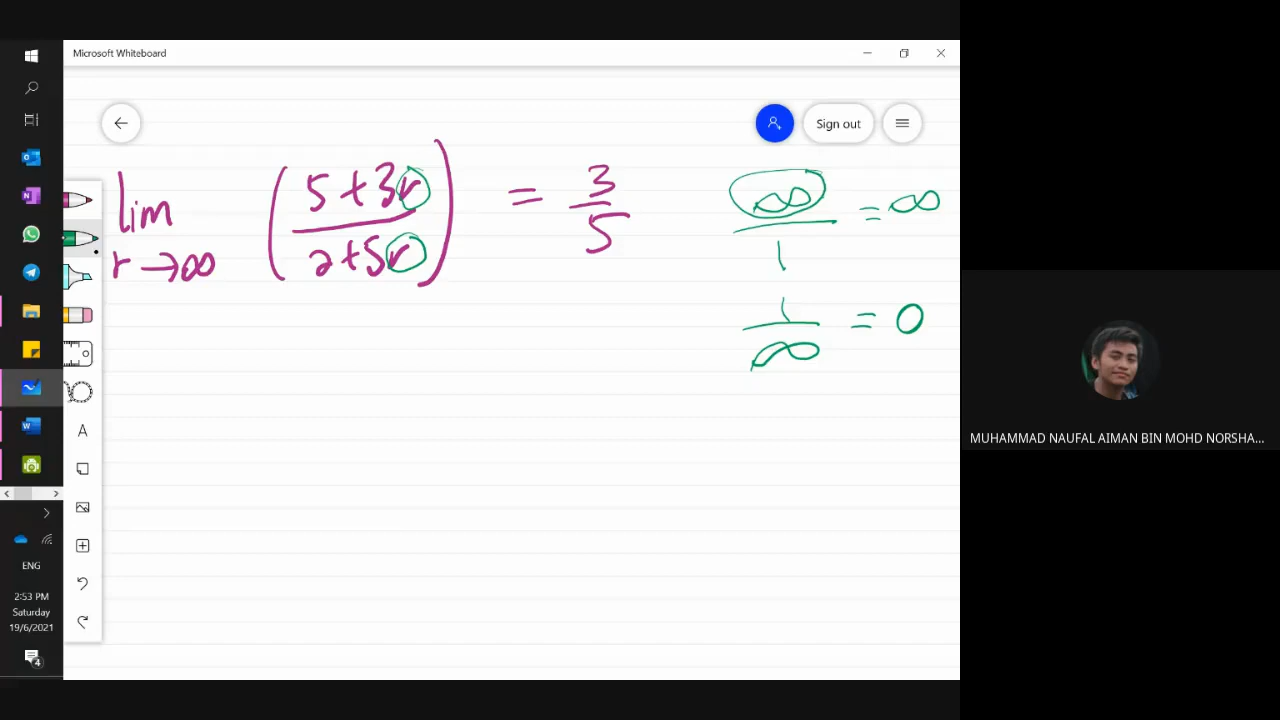 Microsoft Whiteboard
Sign out
lim r→∞ (5+3r / 2+5r) = 3/5
∞/1 = ∞
1/∞ = 0
A
ENG
2:53 PM
Saturday
19/6/2021
4
MUHAMMAD NAUFAL AIMAN BIN MOHD NORSHA...